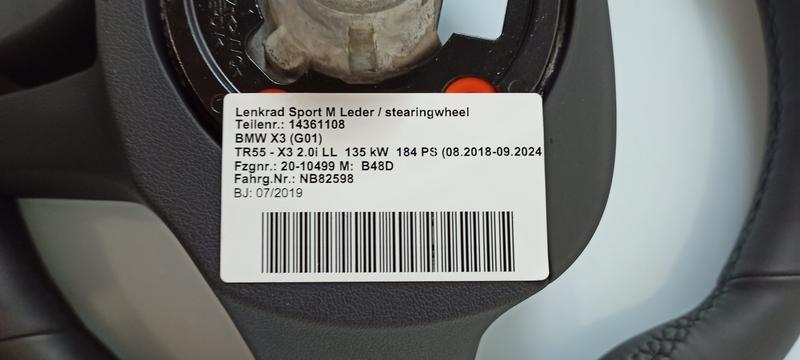 Lenkrad Sport M Leder / stearingwheel
Teilenr.: 14361108
BMW X3 (G01)
TR55 - X3 2.0i LL 135 kW 184 PS (08.2018-09.2024
Fzgnr.: 20-10499 M: B48D
Fahrg.Nr.: NB82598
BJ: 07/2019